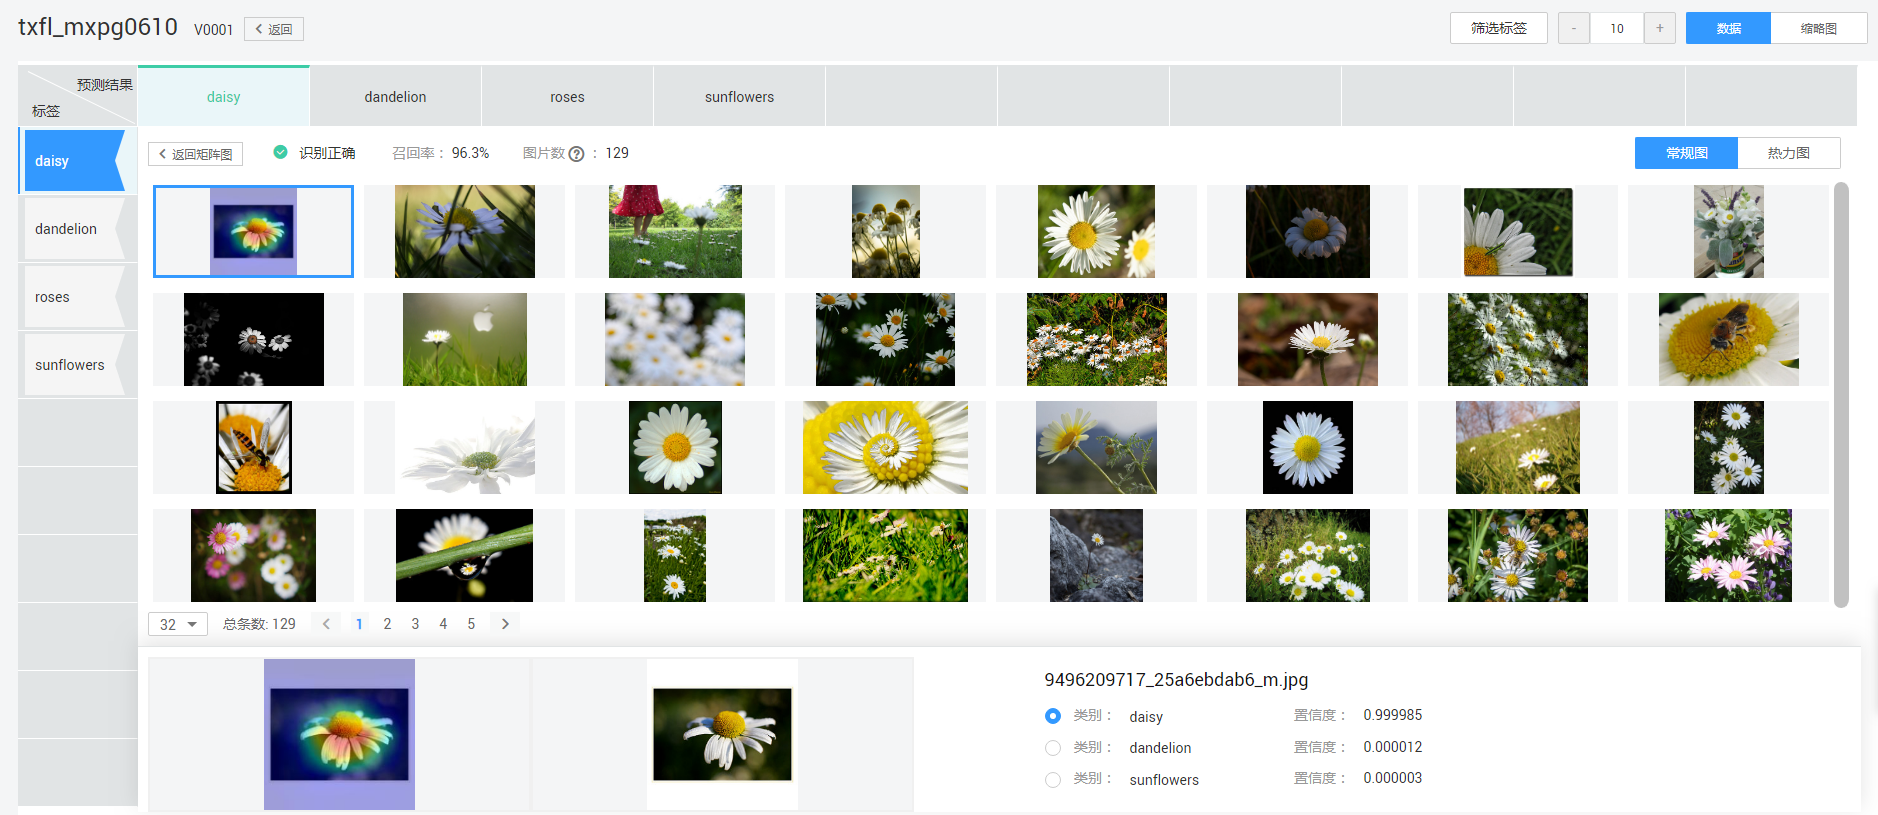 txfl_mxpg0610 V0001 返回 筛选标签 - 10 + 数据 缩略图
预测结果
标签
daisy dandelion roses sunflowers
daisy
dandelion
roses
sunflowers
返回矩阵图 识别正确 召回率： 96.3% 图片数 ? ： 129 常规图 热力图
32 总条数: 129 < 1 2 3 4 5 >
9496209717_25a6ebdab6_m.jpg
类别： daisy 置信度： 0.999985
类别： dandelion 置信度： 0.000012
类别： sunflowers 置信度： 0.000003